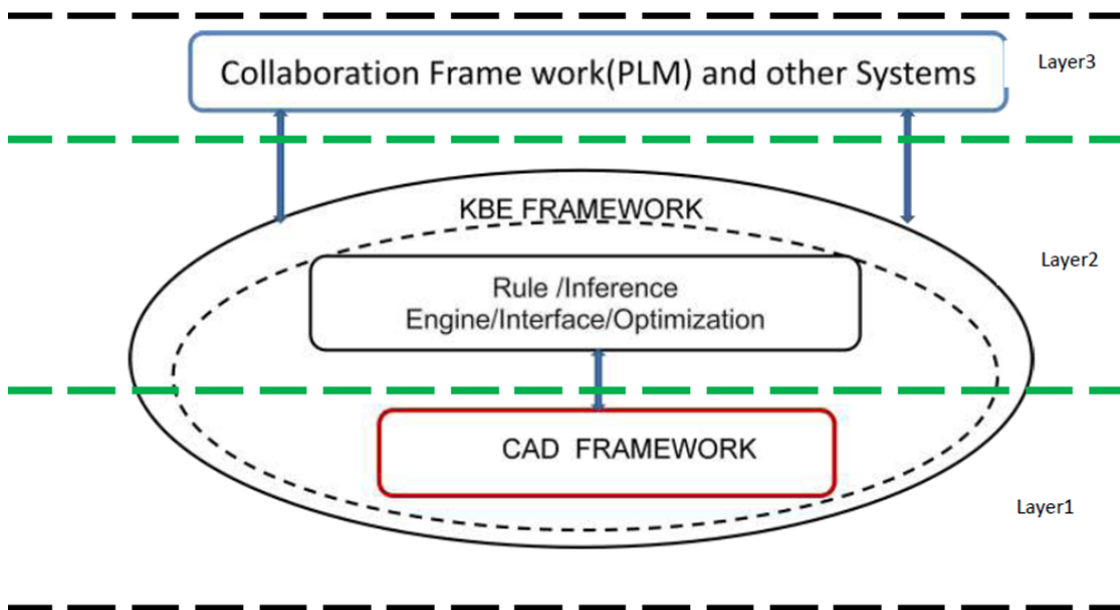 Collaboration Frame work(PLM) and other Systems
Layer3
KBE FRAMEWORK
Layer2
Rule /Inference
Engine/Interface/Optimization
CAD FRAMEWORK
Layer1